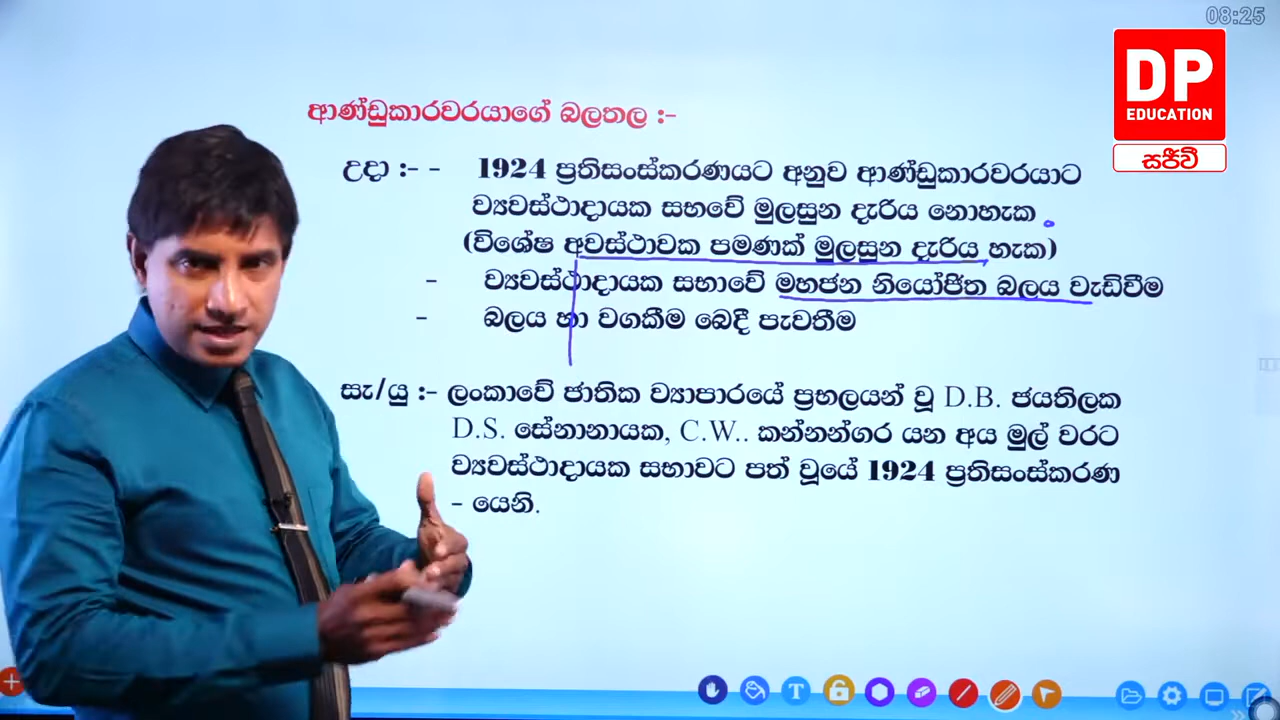 08:25
DP
EDUCATION
සජීවී
ආණ්ඩුකාරවරයාගේ බලතල :-
උදා :- - 1924 ප්‍රතිසංස්කරණයට අනුව ආණ්ඩුකාරවරයාට
ව්‍යවස්ථාදායක සභවේ මුලසුන දැරිය නොහැක
(විශේෂ අවස්ථාවක පමණක් මුලසුන දැරිය හැක)
- ව්‍යවස්ථාදායක සභාවේ මහජන නියෝජිත බලය වැඩිවීම
- බලය හා වගකීම බෙදී පැවතීම
සැ/යු :- ලංකාවේ ජාතික ව්‍යාපාරයේ ප්‍රභලයන් වූ D.B. ජයතිලක
D.S. සේනානායක, C.W.. කන්නන්ගර යන අය මුල් වරට
ව්‍යවස්ථාදායක සභාවට පත් වූයේ 1924 ප්‍රතිසංස්කරණ
- යෙනි.